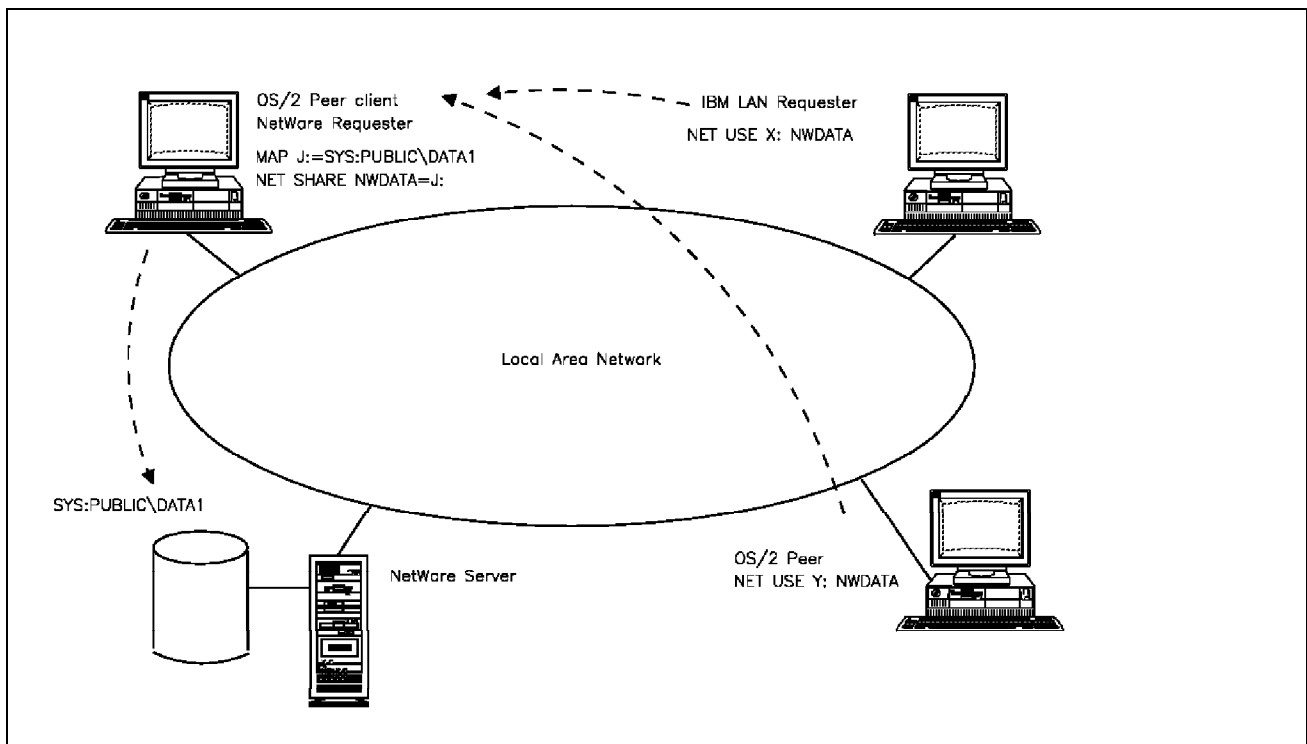 OS/2 Peer client
NetWare Requester
MAP J:=SYS:PUBLIC\DATA1
NET SHARE NWDATA=J:
IBM LAN Requester
NET USE X: NWDATA
Local Area Network
SYS:PUBLIC\DATA1
NetWare Server
OS/2 Peer
NET USE Y: NWDATA